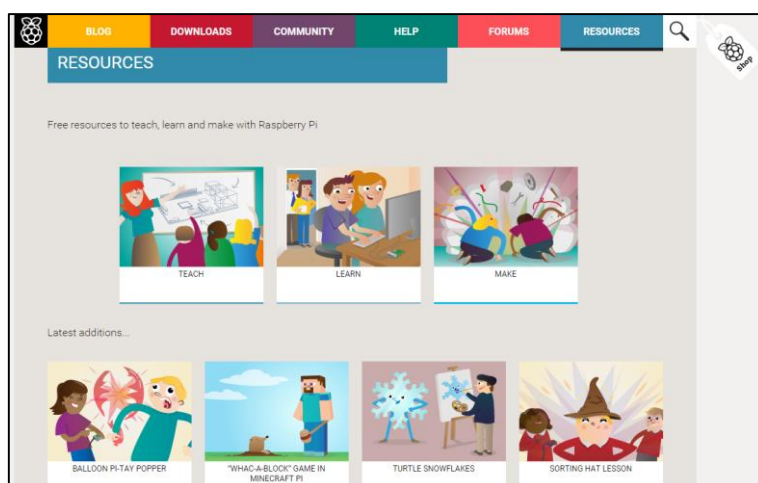 BLOG DOWNLOADS COMMUNITY HELP FORUMS RESOURCES
Shop
RESOURCES
Free resources to teach, learn and make with Raspberry Pi
TEACH LEARN MAKE
Latest additions...
BALLOON PI-TAY POPPER "WHAC-A-BLOCK" GAME IN TURTLE SNOWFLAKES SORTING HAT LESSON
MINECRAFT PI